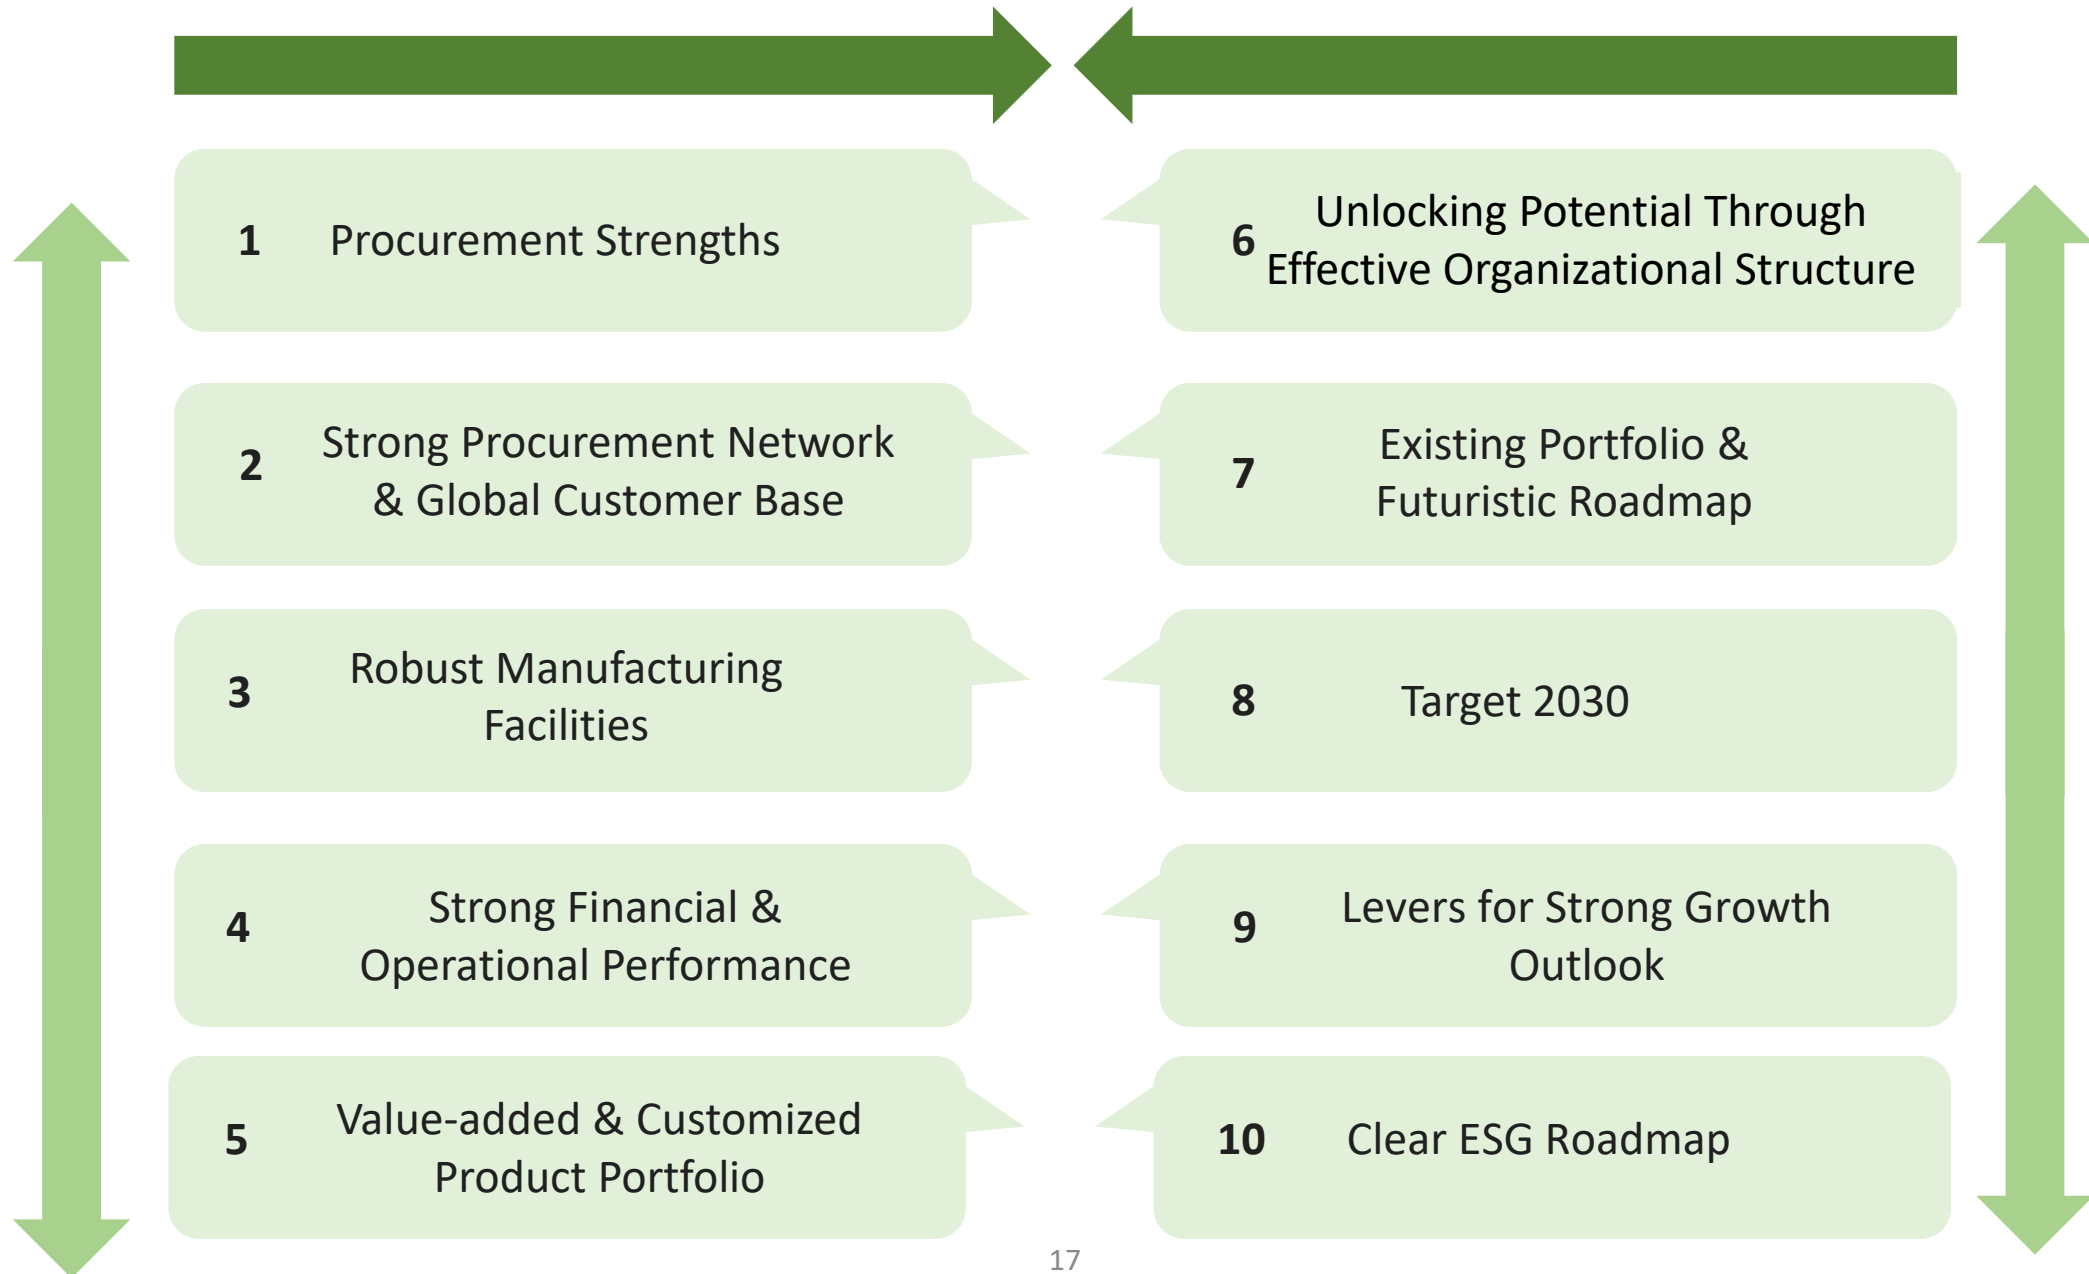 1 Procurement Strengths
2 Strong Procurement Network
& Global Customer Base
3 Robust Manufacturing
Facilities
4 Strong Financial &
Operational Performance
5 Value-added & Customized
Product Portfolio
6 Unlocking Potential Through
Effective Organizational Structure
7 Existing Portfolio &
Futuristic Roadmap
8 Target 2030
9 Levers for Strong Growth
Outlook
10 Clear ESG Roadmap
17